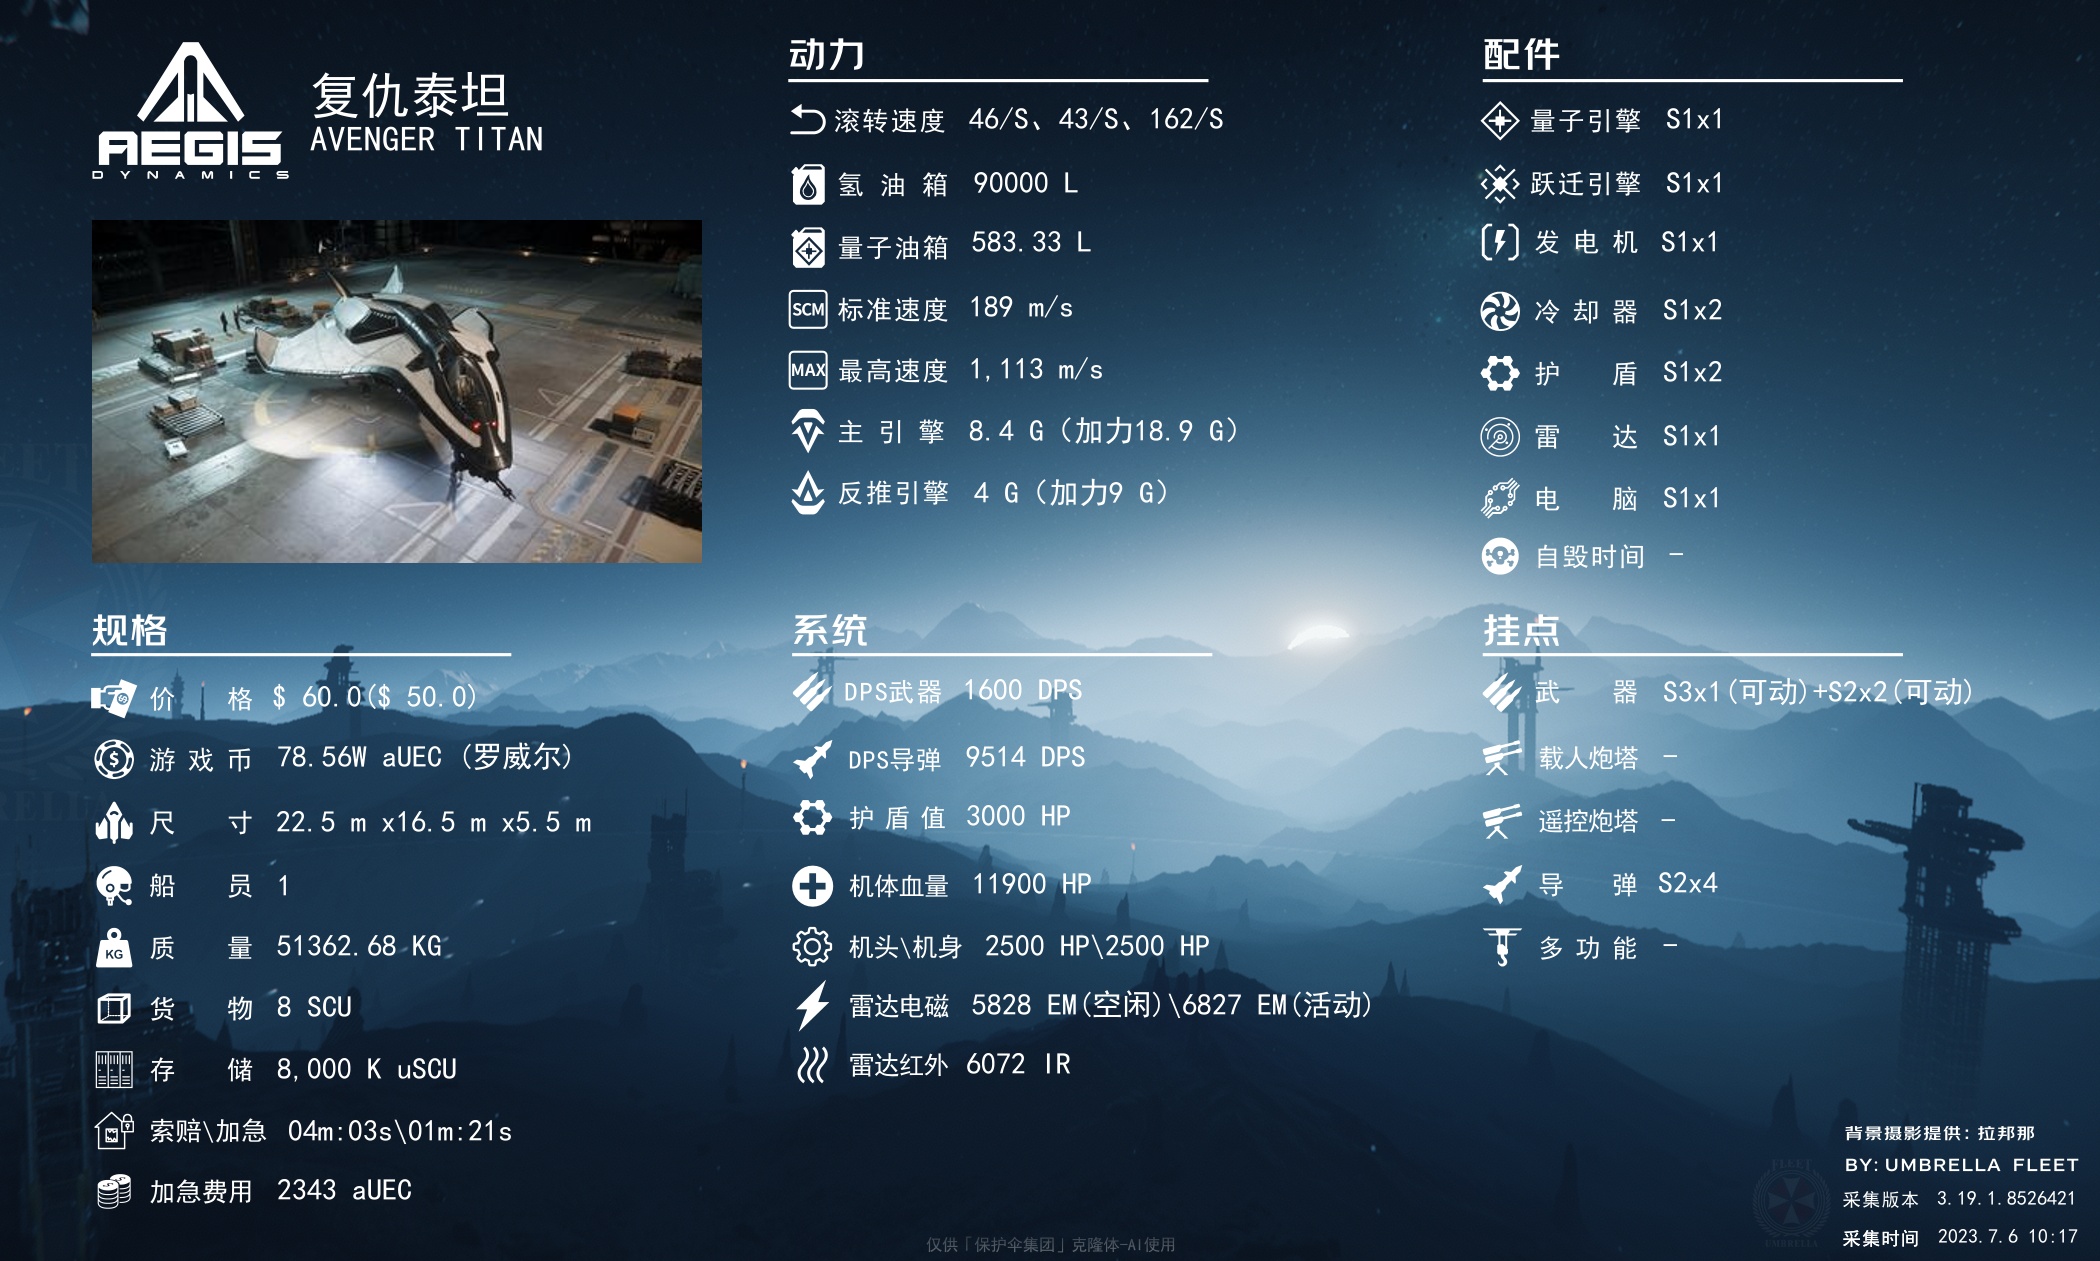 AEGIS
DYNAMICS
复仇泰坦
AVENGER TITAN
动力
滚转速度 46/S、43/S、162/S
氢油箱 90000 L
量子油箱 583.33 L
SCM 标准速度 189 m/s
MAX 最高速度 1,113 m/s
主引擎 8.4 G（加力18.9 G）
反推引擎 4 G（加力9 G）
配件
量子引擎 S1x1
跃迁引擎 S1x1
发电机 S1x1
冷却器 S1x2
护盾 S1x2
雷达 S1x1
电脑 S1x1
自毁时间 -
规格
价格 $ 60.0($ 50.0)
游戏币 78.56W aUEC (罗威尔)
尺寸 22.5 m x16.5 m x5.5 m
船员 1
KG 质量 51362.68 KG
货物 8 SCU
存储 8,000 K uSCU
索赔\加急 04m:03s\01m:21s
加急费用 2343 aUEC
系统
DPS武器 1600 DPS
DPS导弹 9514 DPS
护盾值 3000 HP
机体血量 11900 HP
机头\机身 2500 HP\2500 HP
雷达电磁 5828 EM(空闲)\6827 EM(活动)
雷达红外 6072 IR
挂点
武器 S3x1(可动)+S2x2(可动)
载人炮塔 -
遥控炮塔 -
导弹 S2x4
多功能 -
背景摄影提供: 拉邦那
BY: UMBRELLA FLEET
采集版本 3.19.1.8526421
采集时间 2023.7.6 10:17
FLEET
UMBRELLA
仅供「保护伞集团」克隆体-AI使用